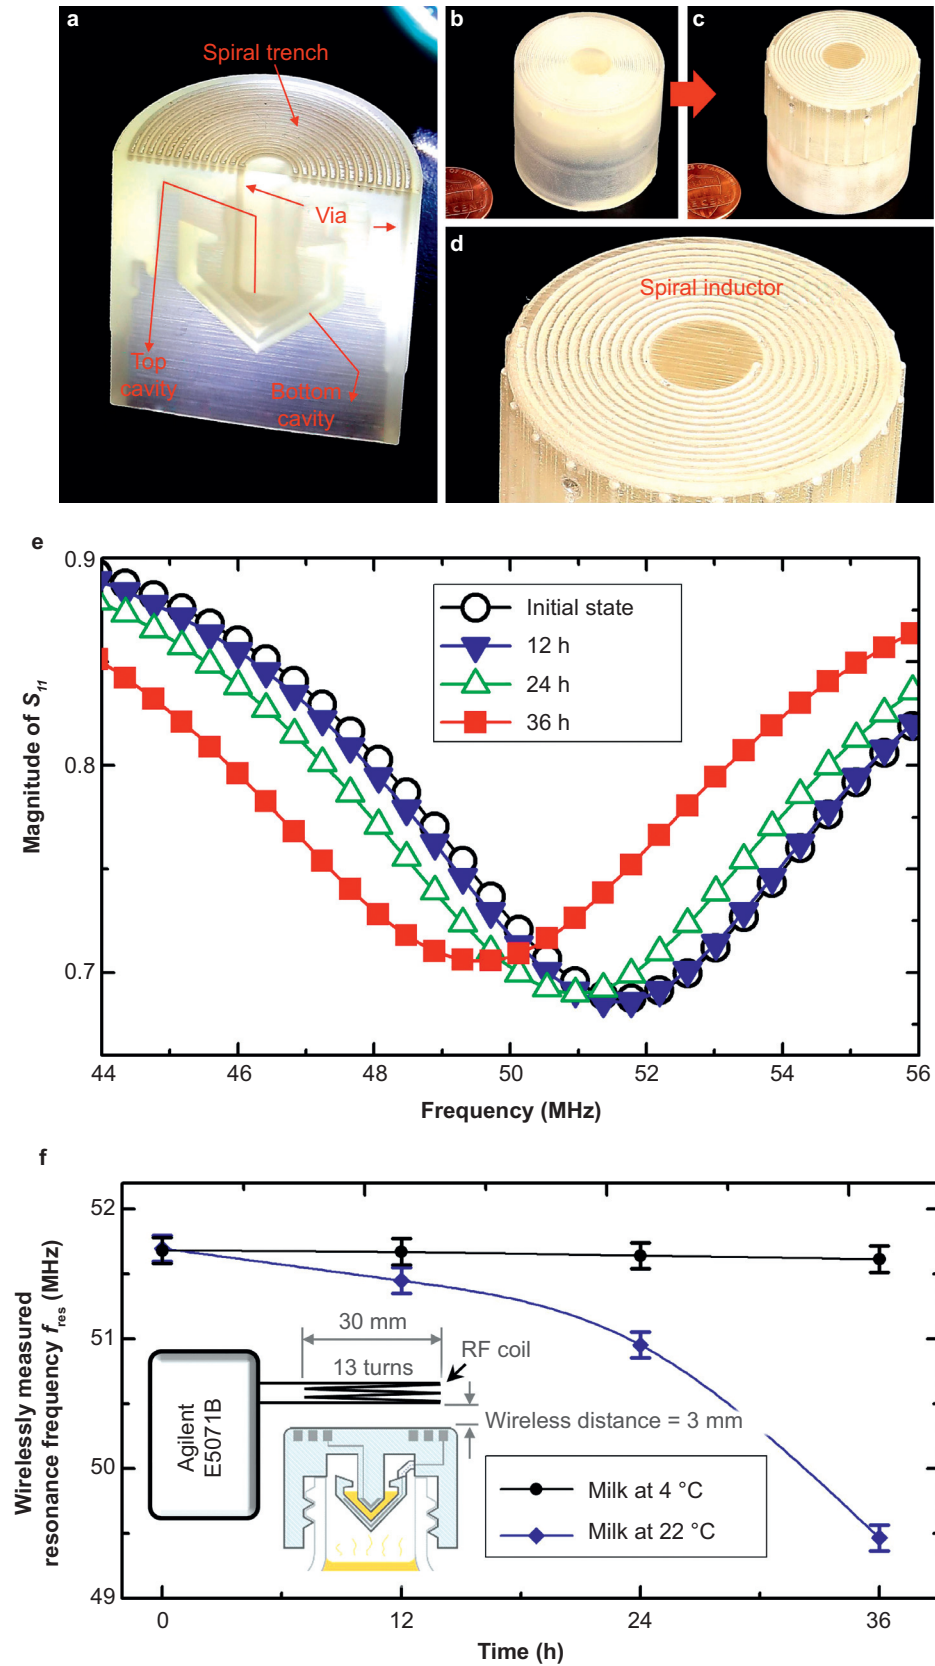 a
Spiral trench
Via
Top
cavity
Bottom
cavity
b
c
d
Spiral inductor
e
0.9
0.8
0.7
Magnitude of S11
Initial state
12 h
24 h
36 h
44
46
48
50
52
54
56
Frequency (MHz)
f
52
51
50
49
Wirelessly measured
resonance frequency fres (MHz)
30 mm
13 turns
RF coil
Wireless distance = 3 mm
Agilent
E5071B
Milk at 4 °C
Milk at 22 °C
0
12
24
36
Time (h)